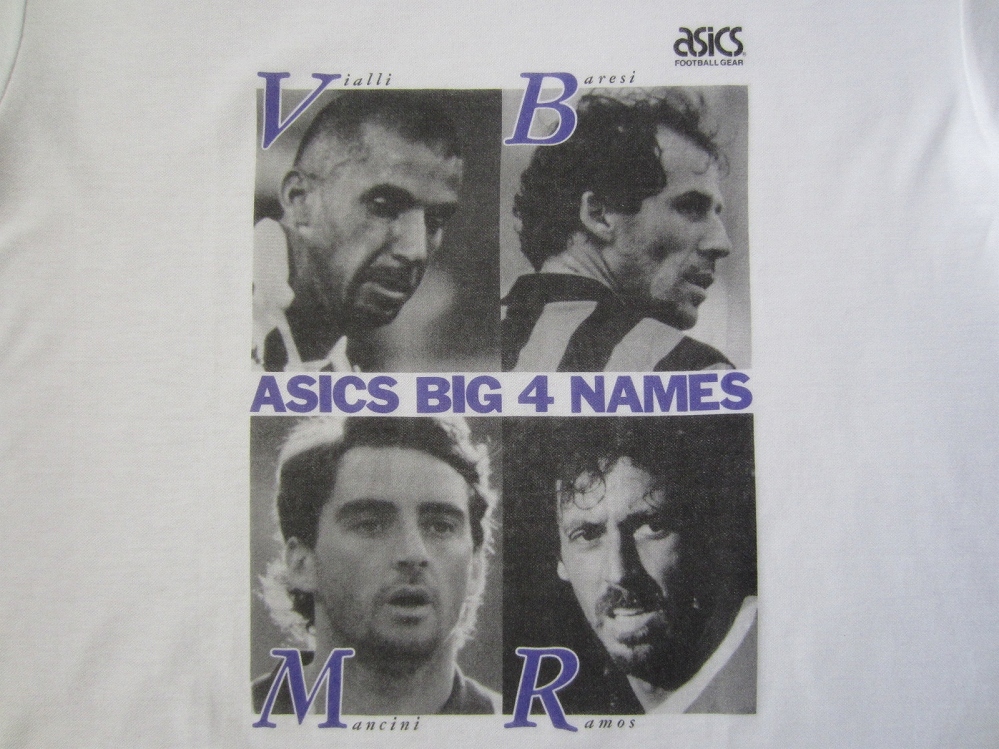 asics
FOOTBALL GEAR
Vialli
Baresi
ASICS BIG 4 NAMES
Mancini
Ramos